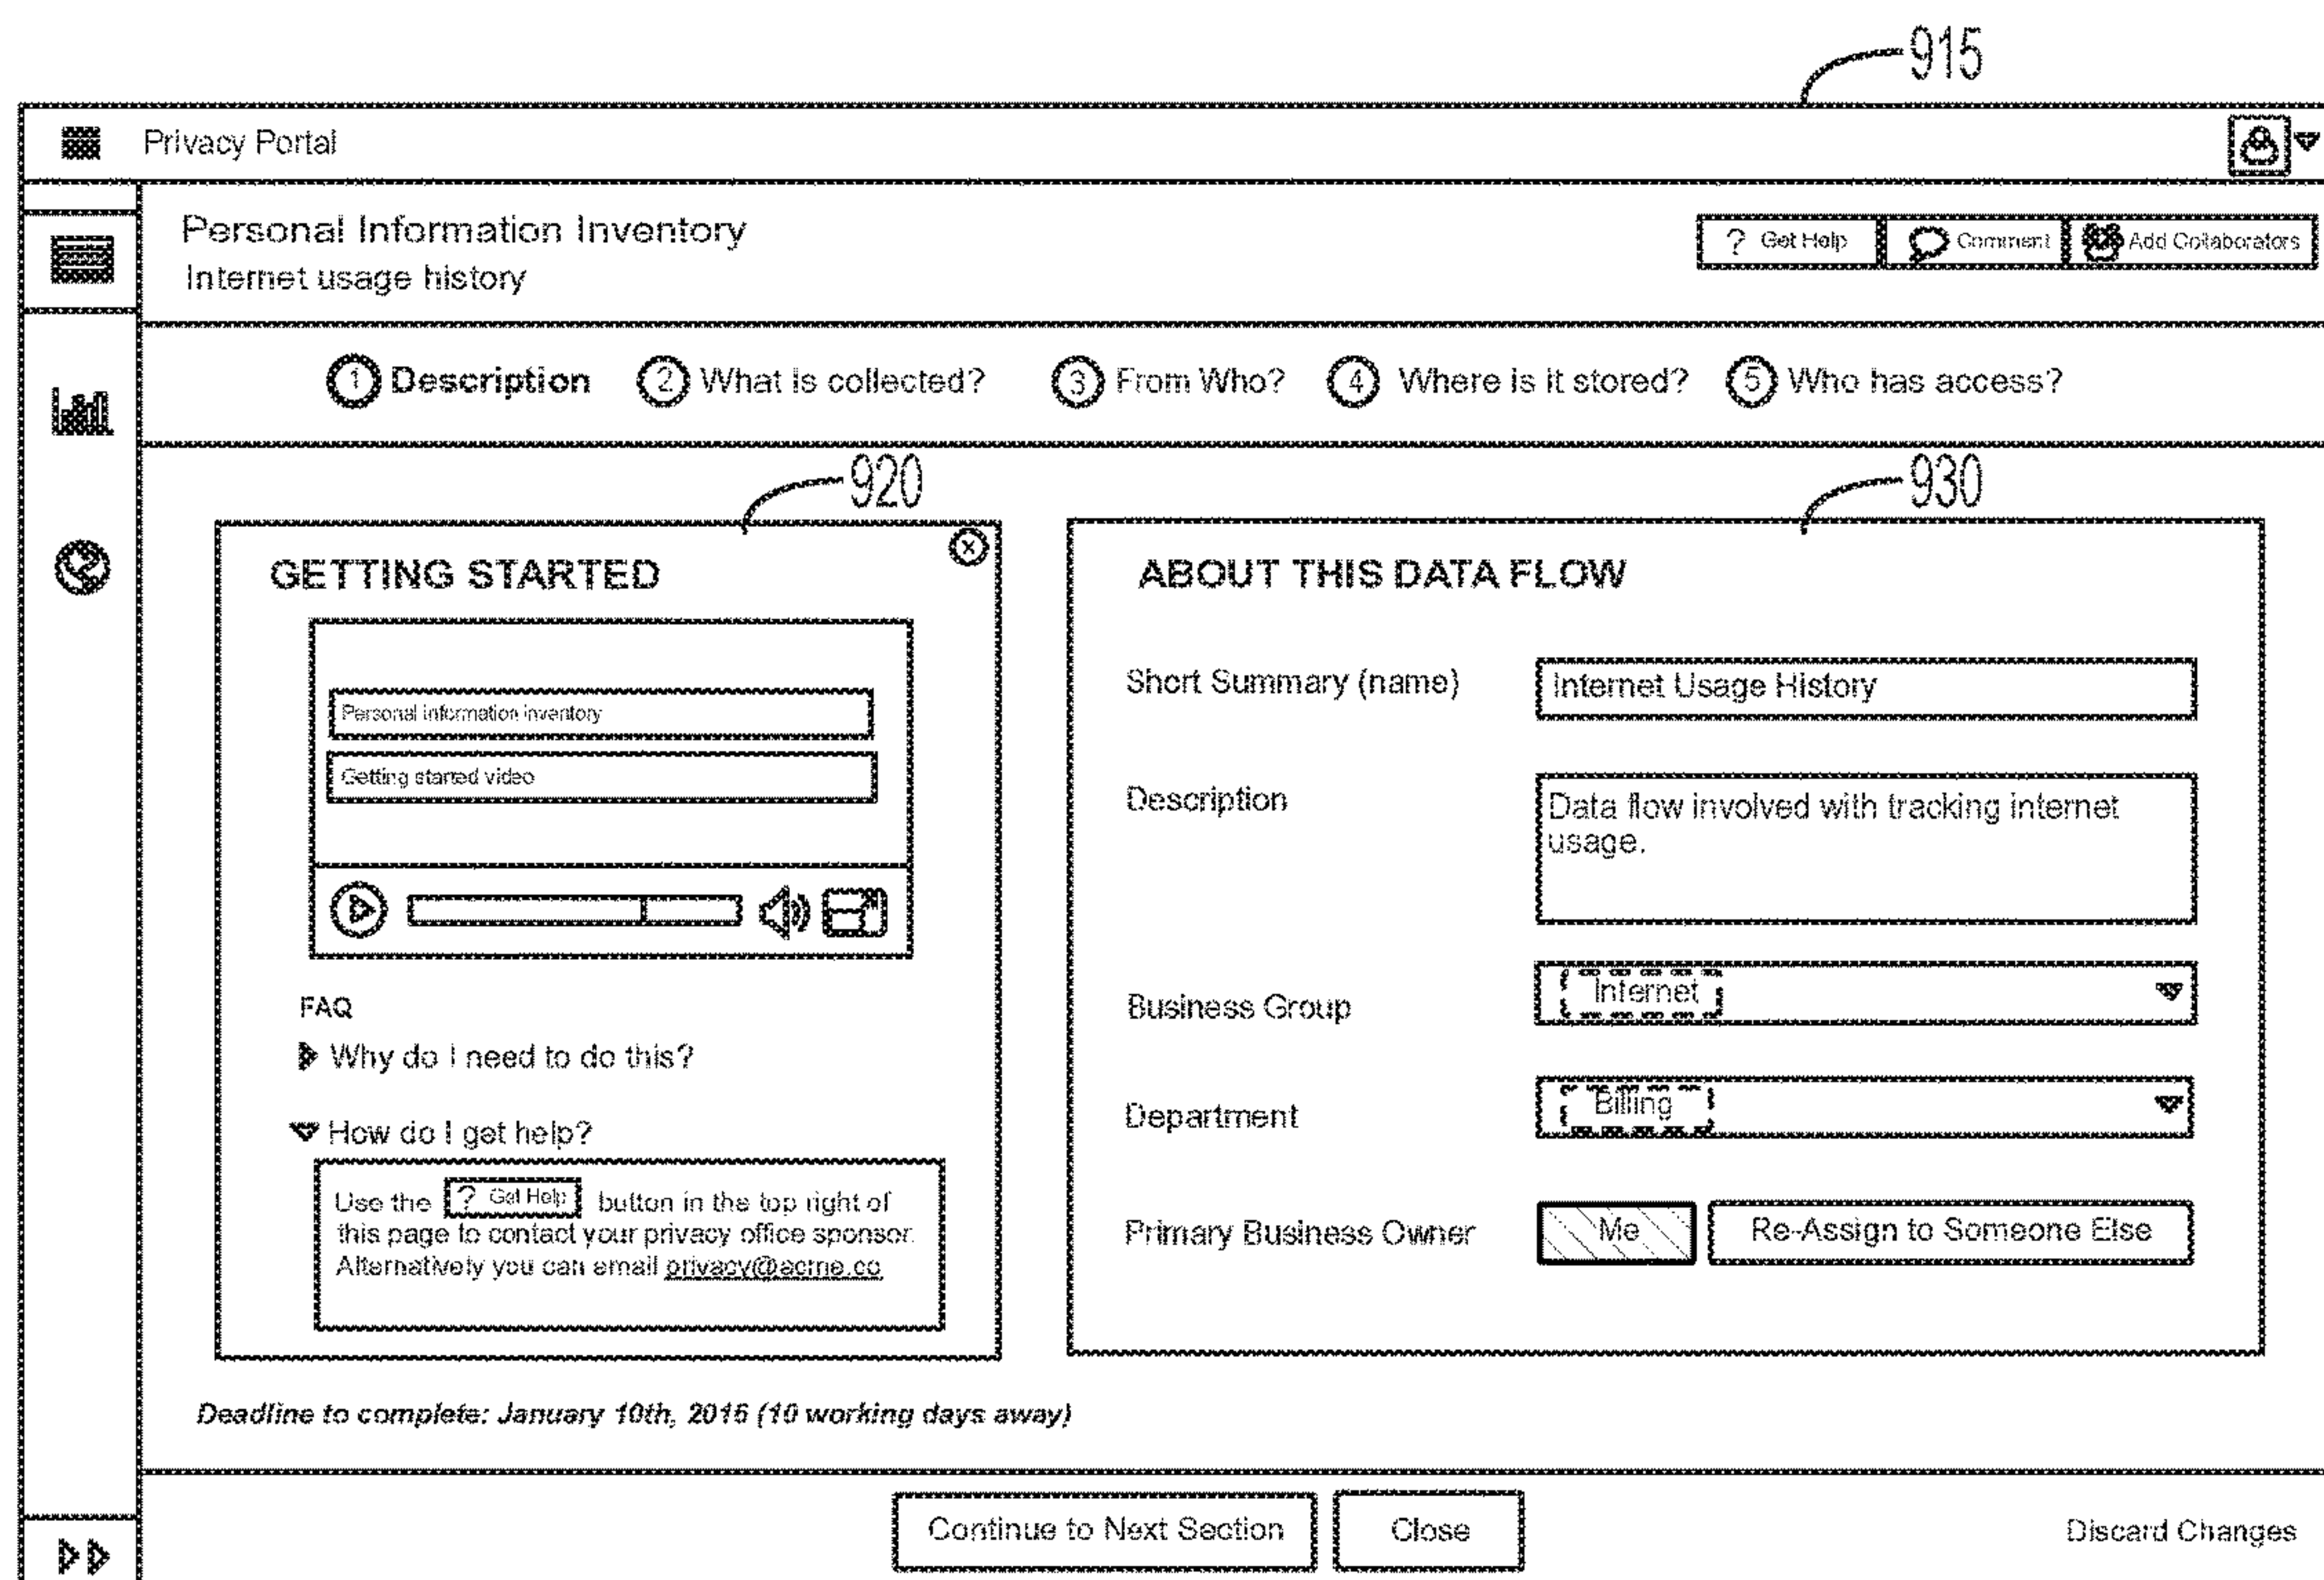 915
Privacy Portal
Personal Information Inventory
? Get Help
Comment
Add Collaborators
Internet usage history
1 Description
2 What is collected?
3 From Who?
4 Where is it stored?
5 Who has access?
920
930
GETTING STARTED
Personal information inventory
Getting started video
FAQ
Why do I need to do this?
How do I get help?
Use the ? Get Help button in the top right of
this page to contact your privacy office sponsor.
Alternatively you can email privacy@acme.co
ABOUT THIS DATA FLOW
Short Summary (name)
Internet Usage History
Description
Data flow involved with tracking internet
usage.
Business Group
Internet
Department
Billing
Primary Business Owner
Me
Re-Assign to Someone Else
Deadline to complete: January 10th, 2016 (10 working days away)
Continue to Next Section
Close
Discard Changes